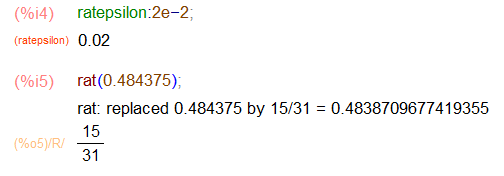 (%i4) ratepsilon:2e−2;
(ratepsilon) 0.02
(%i5) rat(0.484375);
rat: replaced 0.484375 by 15/31 = 0.4838709677419355
(%o5)/R/ 15/31